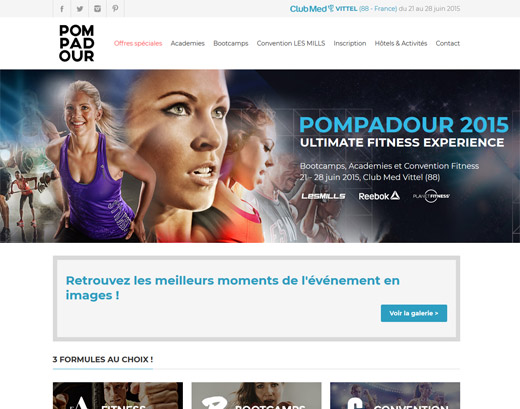 Club Med VITTEL (88 - France) du 21 au 28 juin 2015
POM
PAD
OUR
Offres spéciales Academies Bootcamps Convention LES MILLS Inscription Hôtels & Activités Contact
POMPADOUR 2015
ULTIMATE FITNESS EXPERIENCE
Bootcamps, Academies et Convention Fitness
21 - 28 juin 2015, Club Med Vittel (88)
LESMILLS Reebok PLANETFITNESS
Retrouvez les meilleurs moments de l'événement en
images !
Voir la galerie >
3 FORMULES AU CHOIX !
FITNESS BOOTCAMPS CONVENTION